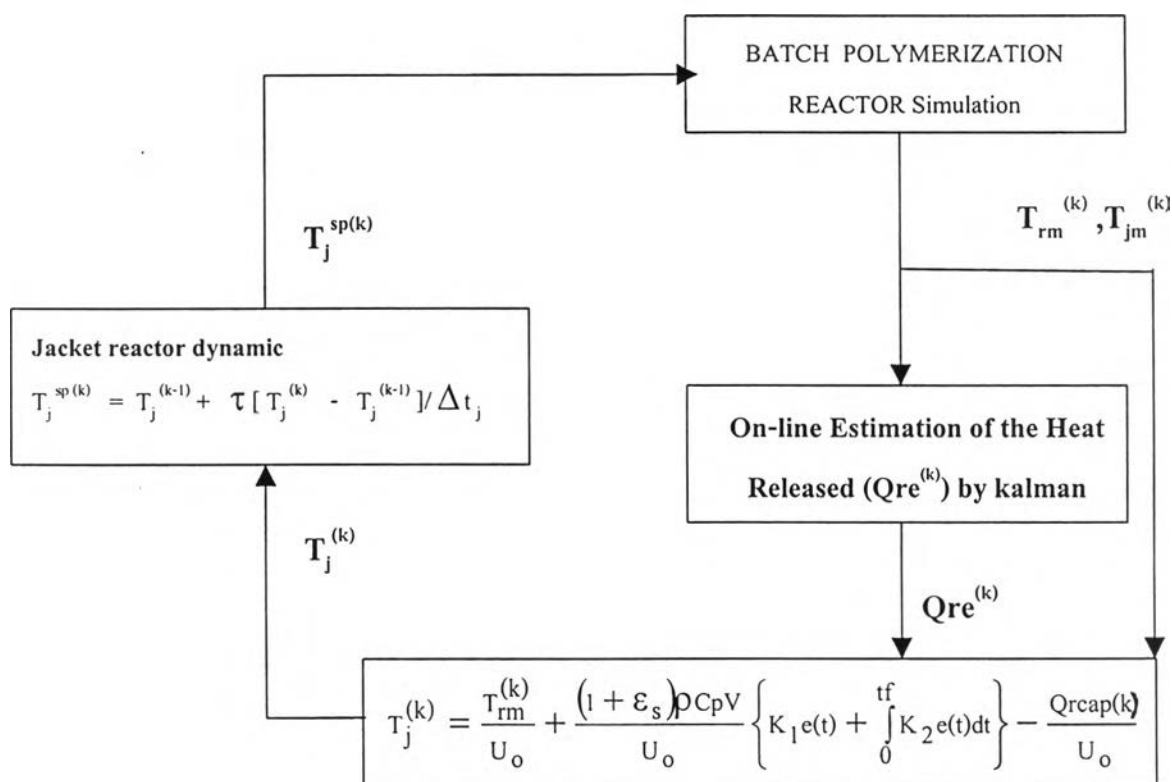 BATCH POLYMERIZATION
REACTOR Simulation
T_rm^(k) ,T_jm^(k)
T_j^sp(k)
Jacket reactor dynamic
T_j^sp(k) = T_j^(k-1) + τ [ T_j^(k) - T_j^(k-1) ]/ Δt_j
On-line Estimation of the Heat
Released (Qre^(k)) by kalman
T_j^(k)
Qre^(k)
T_j^(k) = T_rm^(k)/U_o + (1 + ε_s)ρCpV/U_o {K_1e(t) + ∫_0^tf K_2e(t)dt} − Qrcap(k)/U_o